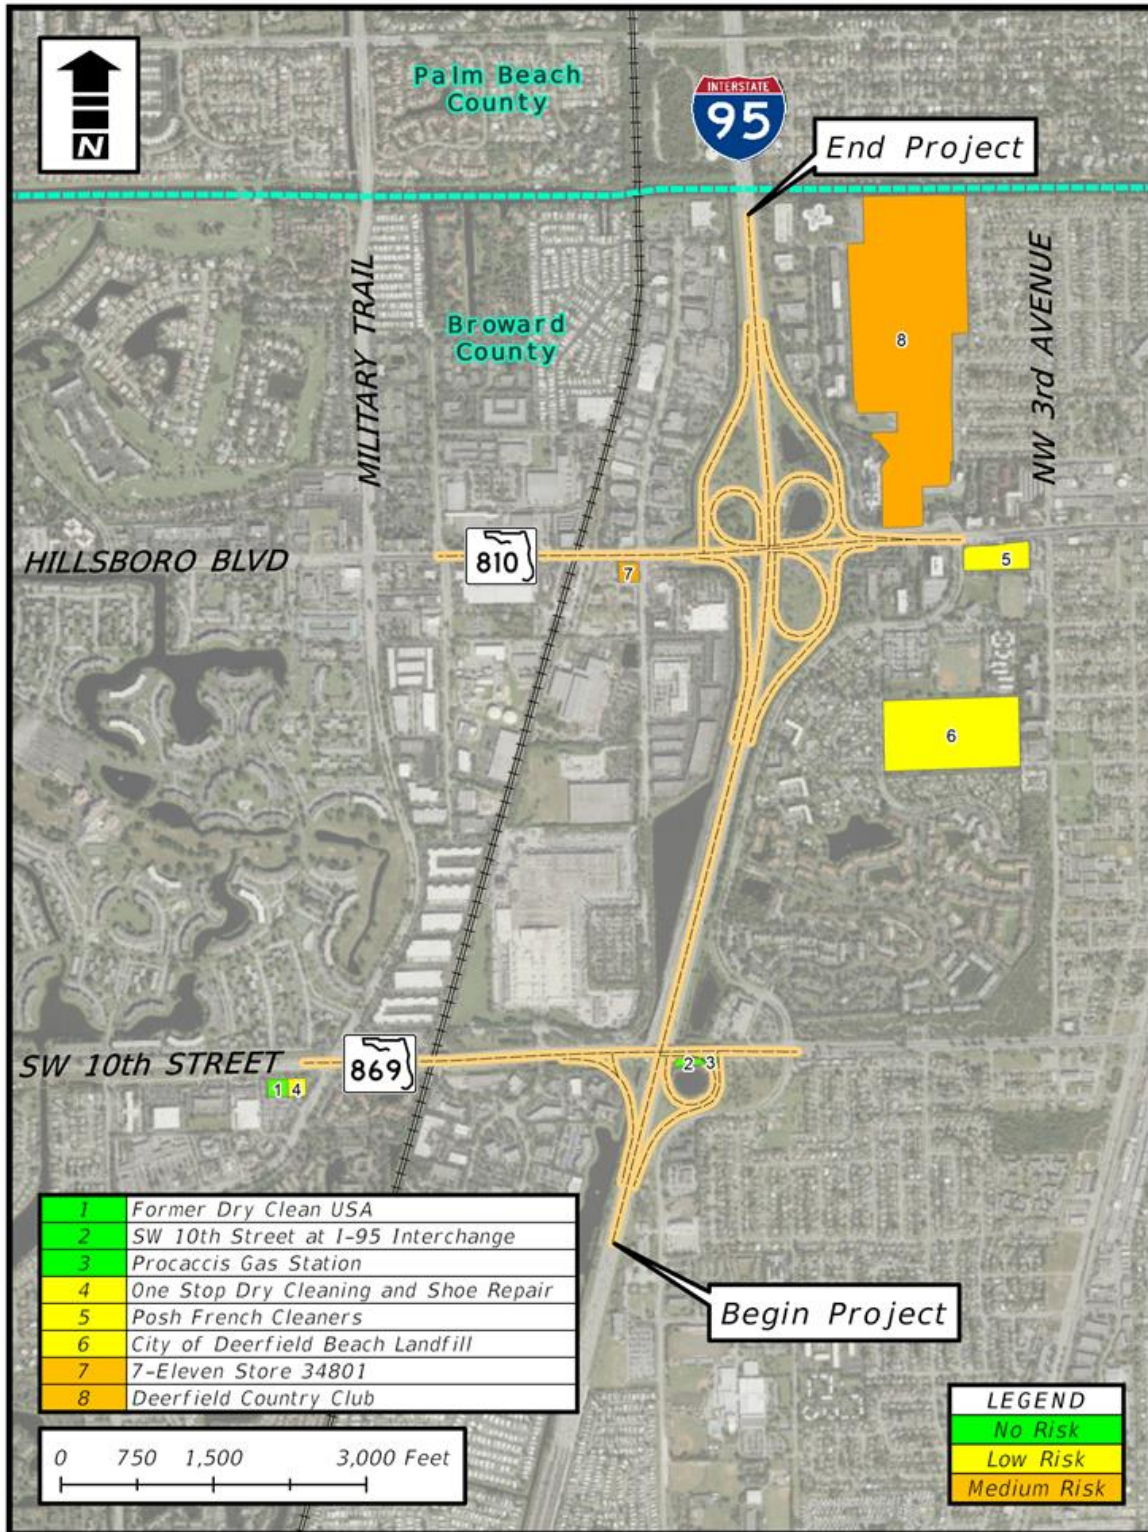 N
Palm Beach
County
INTERSTATE
95
End Project
MILITARY TRAIL
Broward
County
8
NW 3rd AVENUE
HILLSBORO BLVD
810
7
5
6
SW 10th STREET
869
2
3
1
4
1 Former Dry Clean USA
2 SW 10th Street at I-95 Interchange
3 Procaccis Gas Station
4 One Stop Dry Cleaning and Shoe Repair
5 Posh French Cleaners
6 City of Deerfield Beach Landfill
7 7-Eleven Store 34801
8 Deerfield Country Club
Begin Project
0 750 1,500 3,000 Feet
LEGEND
No Risk
Low Risk
Medium Risk